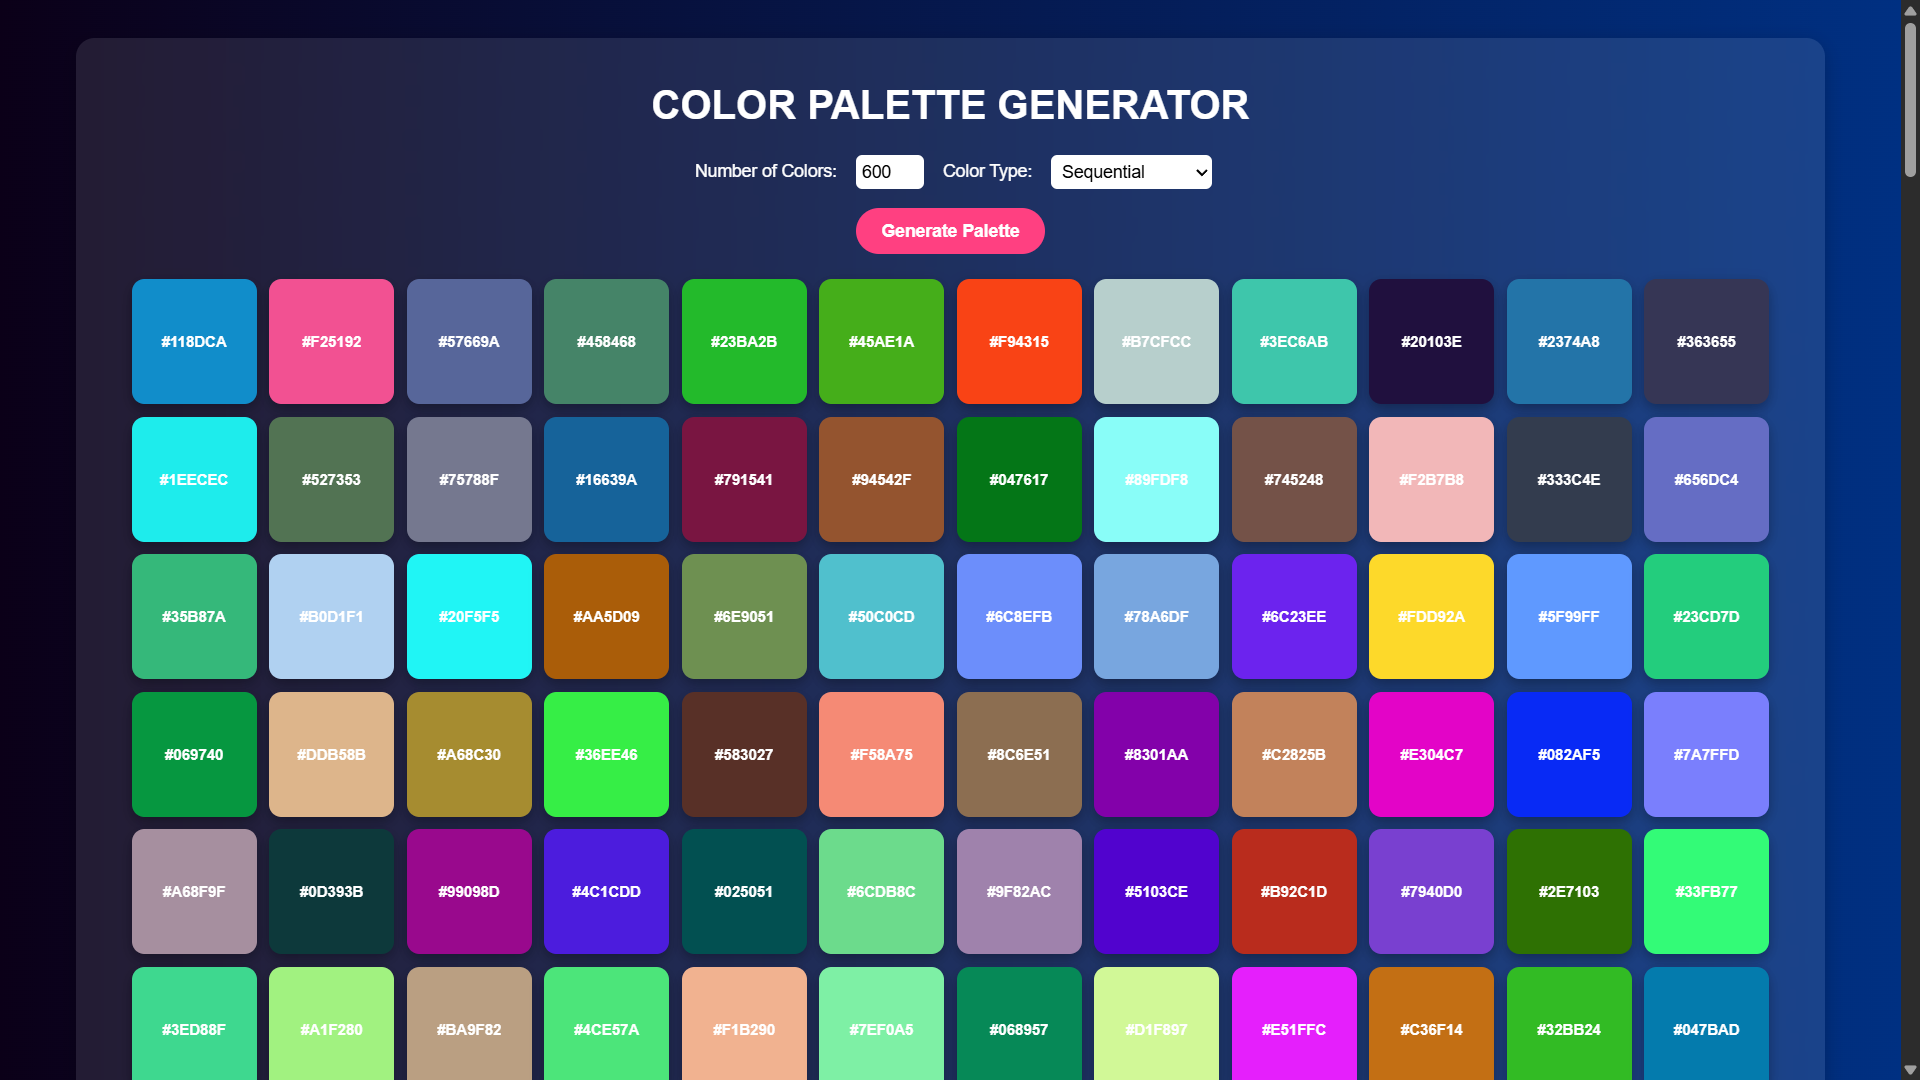 COLOR PALETTE GENERATOR
Number of Colors: 600 Color Type: Sequential
Generate Palette
#118DCA #F25192 #57669A #458468 #23BA2B #45AE1A #F94315 #B7CFCC #3EC6AB #20103E #2374A8 #363655
#1EECEC #527353 #75788F #16639A #791541 #94542F #047617 #89FDF8 #745248 #F2B7B8 #333C4E #656DC4
#35B87A #B0D1F1 #20F5F5 #AA5D09 #6E9051 #50C0CD #6C8EFB #78A6DF #6C23EE #FDD92A #5F99FF #23CD7D
#069740 #DDB58B #A68C30 #36EE46 #583027 #F58A75 #8C6E51 #8301AA #C2825B #E304C7 #082AF5 #7A7FFD
#A68F9F #0D393B #99098D #4C1CDD #025051 #6CDB8C #9F82AC #5103CE #B92C1D #7940D0 #2E7103 #33FB77
#3ED88F #A1F280 #BA9F82 #4CE57A #F1B290 #7EF0A5 #068957 #D1F897 #E51FFC #C36F14 #32BB24 #047BAD